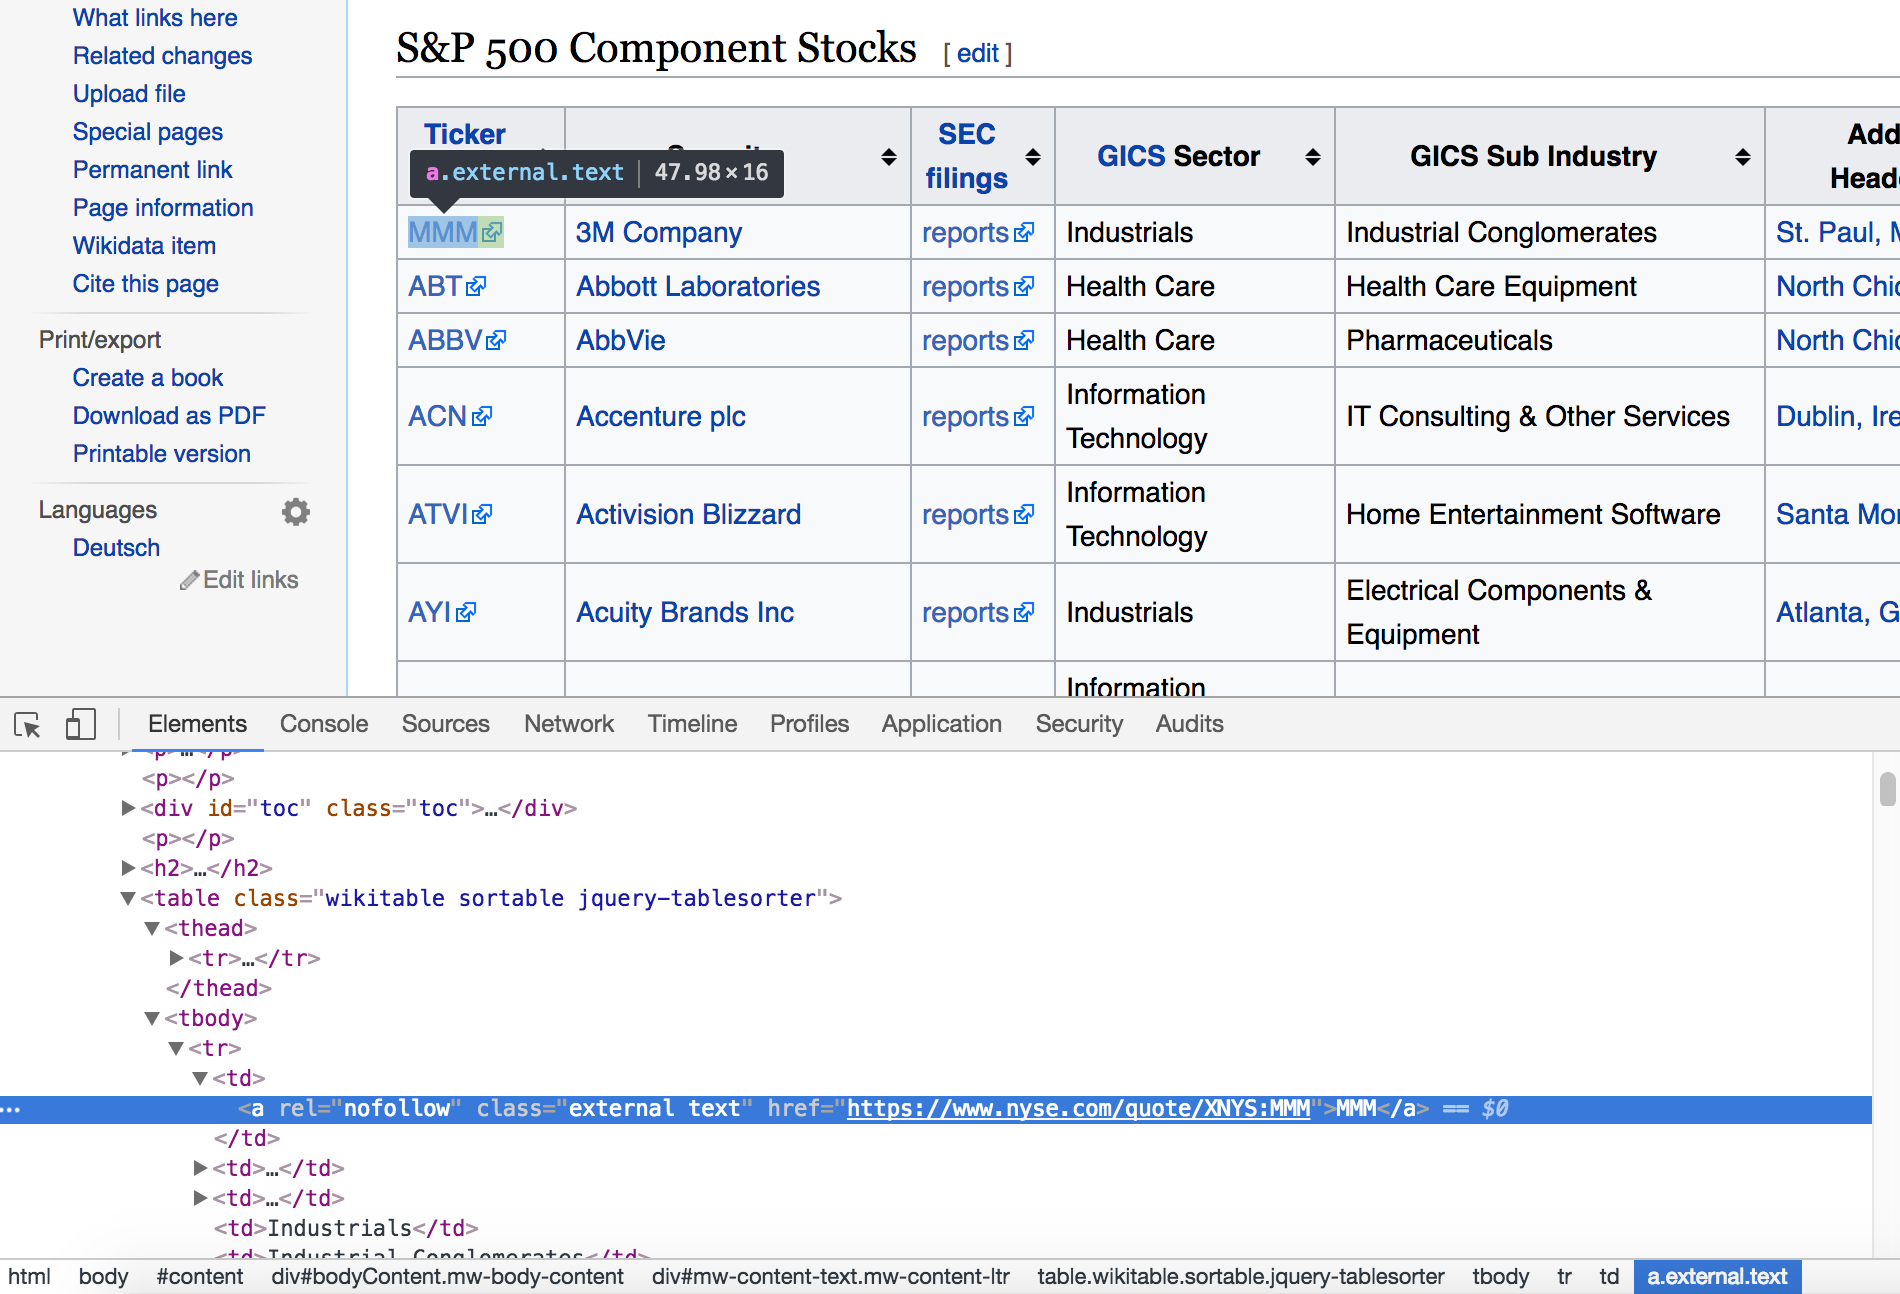 What links here
Related changes
Upload file
Special pages
Permanent link
Page information
Wikidata item
Cite this page
Print/export
Create a book
Download as PDF
Printable version
Languages
Deutsch
Edit links
S&P 500 Component Stocks [ edit ]
Ticker
SEC filings
GICS Sector
GICS Sub Industry
a.external.text 47.98×16
MMM 3M Company reports Industrials Industrial Conglomerates St. Paul,
ABT Abbott Laboratories reports Health Care Health Care Equipment North
ABBV AbbVie reports Health Care Pharmaceuticals North
ACN Accenture plc reports Information Technology IT Consulting & Other Services Dublin,
ATVI Activision Blizzard reports Information Technology Home Entertainment Software Santa
AYI Acuity Brands Inc reports Industrials Electrical Components & Equipment Atlanta,
Information
Elements Console Sources Network Timeline Profiles Application Security Audits
<p>…</p>
<p></p>
<div id="toc" class="toc">…</div>
<p></p>
<h2>…</h2>
<table class="wikitable sortable jquery-tablesorter">
<thead>
<tr>…</tr>
</thead>
<tbody>
<tr>
<td>
… <a rel="nofollow" class="external text" href="https://www.nyse.com/quote/XNYS:MMM">MMM</a> == $0
</td>
<td>…</td>
<td>…</td>
<td>Industrials</td>
<td>Industrial Conglomerates</td>
html body #content div#bodyContent.mw-body-content div#mw-content-text.mw-content-ltr table.wikitable.sortable.jquery-tablesorter tbody tr td a.external.text